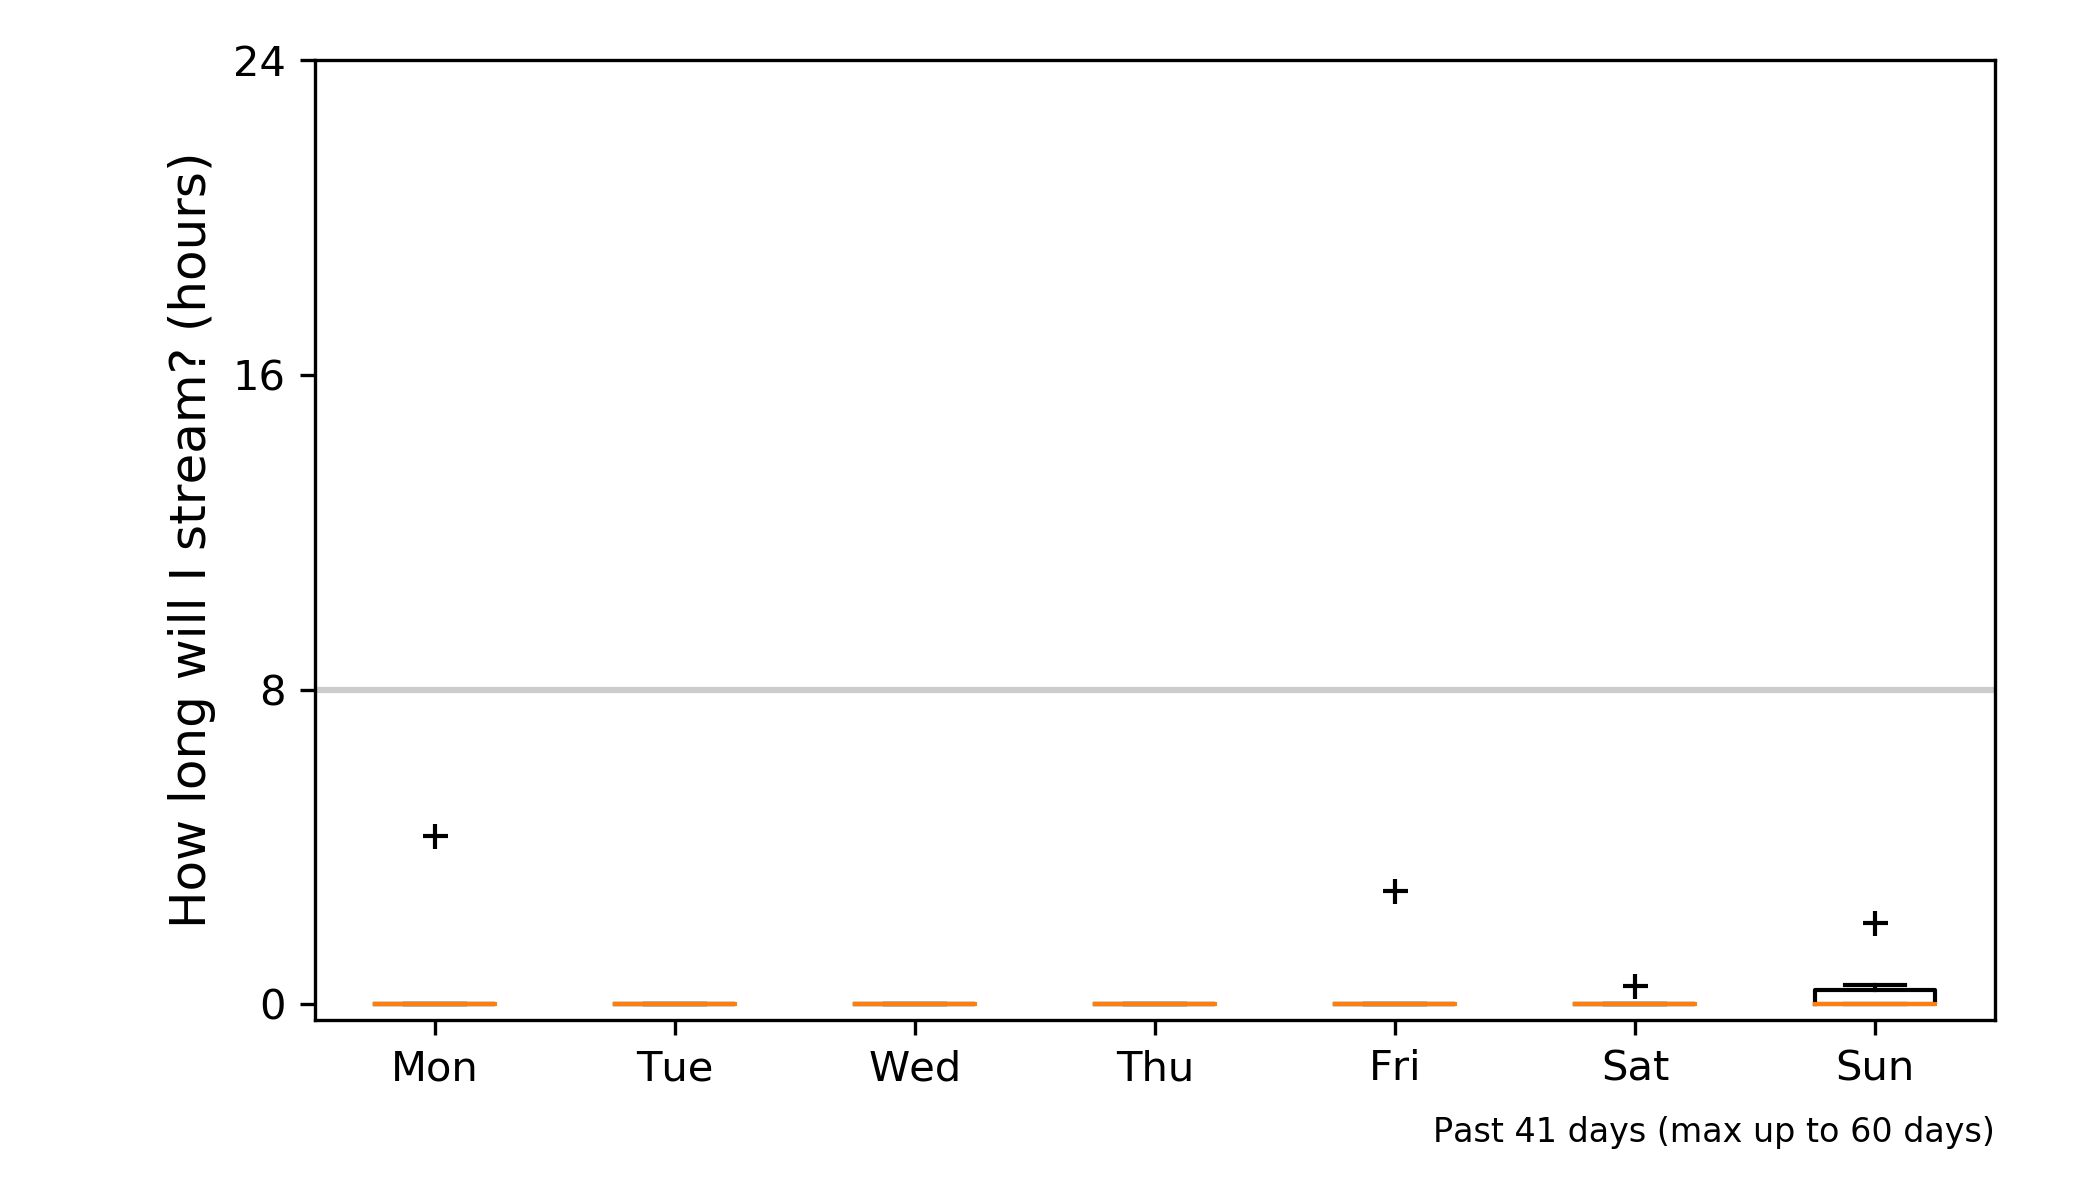 How long will I stream? (hours)
24
16
8
0
Mon Tue Wed Thu Fri Sat Sun
Past 41 days (max up to 60 days)